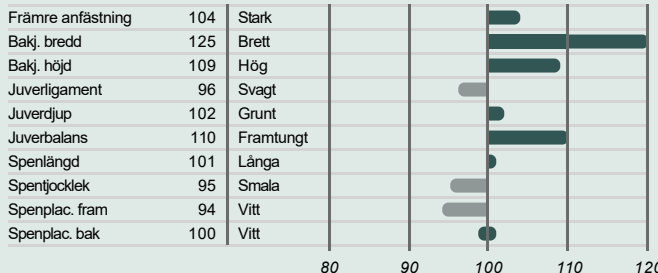 Främre anfästning 104 Stark
Bakj. bredd 125 Brett
Bakj. höjd 109 Hög
Juverligament 96 Svagt
Juverdjup 102 Grunt
Juverbalans 110 Framtungt
Spenlängd 101 Långa
Spentjocklek 95 Smala
Spenplac. fram 94 Vitt
Spenplac. bak 100 Vitt
80 90 100 110 120